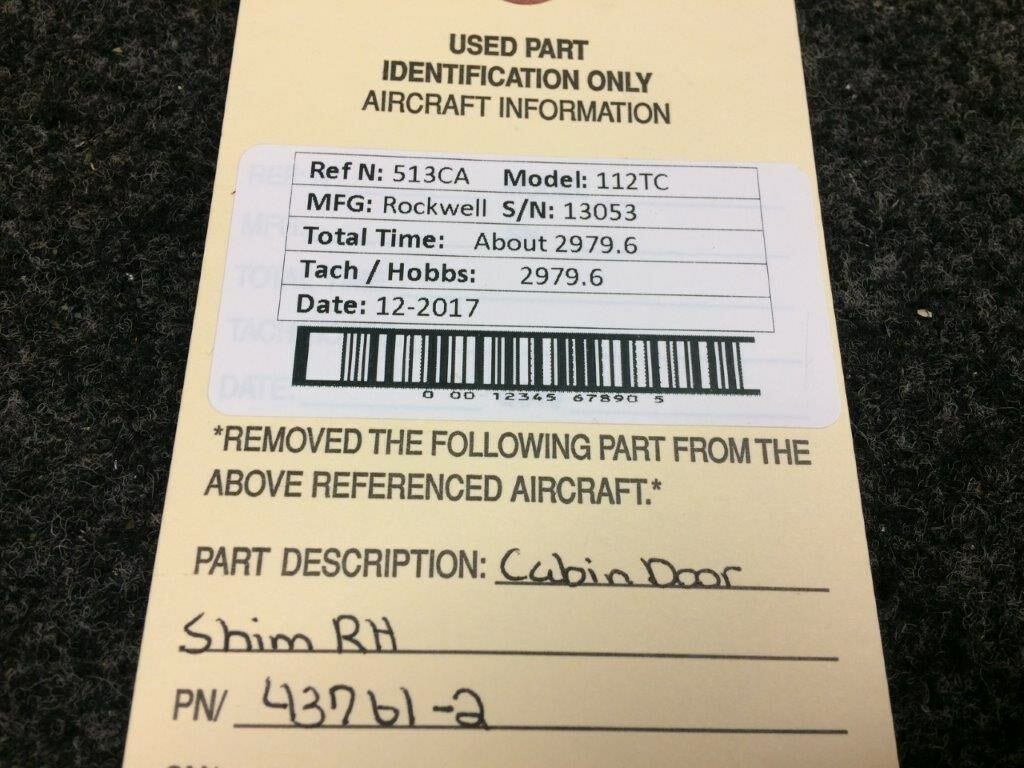 USED PART
IDENTIFICATION ONLY
AIRCRAFT INFORMATION
Ref N: 513CA Model: 112TC
MFG: Rockwell S/N: 13053
Total Time: About 2979.6
Tach / Hobbs: 2979.6
Date: 12-2017
0 00 12345 67890 5
*REMOVED THE FOLLOWING PART FROM THE
ABOVE REFERENCED AIRCRAFT.*
PART DESCRIPTION: Cabin Door
Shim RH
PN/ 43761-2